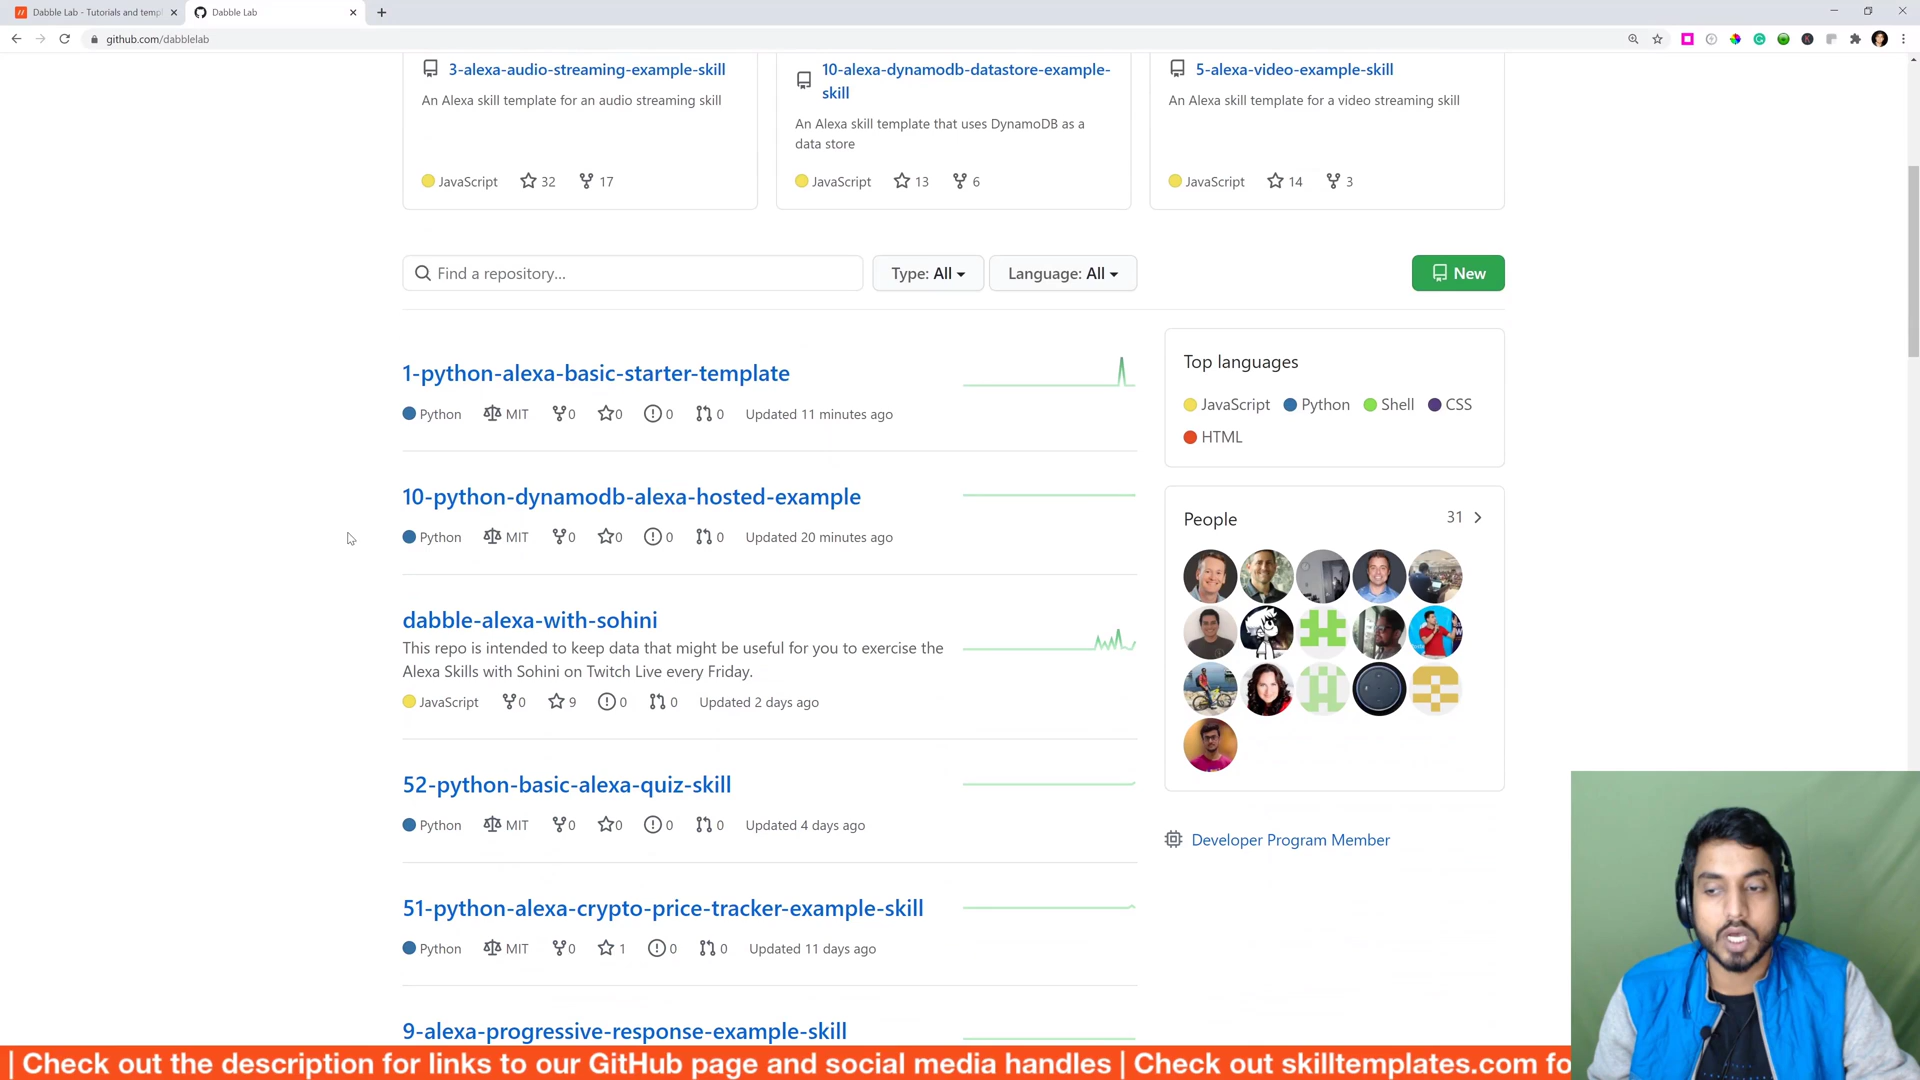 Dabble Lab - Tutorials and temp
Dabble Lab
github.com/dabblelab
3-alexa-audio-streaming-example-skill
An Alexa skill template for an audio streaming skill
JavaScript 32 17
10-alexa-dynamodb-datastore-example-
skill
An Alexa skill template that uses DynamoDB as a
data store
JavaScript 13 6
5-alexa-video-example-skill
An Alexa skill template for a video streaming skill
JavaScript 14 3
Find a repository...
Type: All
Language: All
New
1-python-alexa-basic-starter-template
Python MIT 0 0 0 0 Updated 11 minutes ago
10-python-dynamodb-alexa-hosted-example
Python MIT 0 0 0 0 Updated 20 minutes ago
dabble-alexa-with-sohini
This repo is intended to keep data that might be useful for you to exercise the
Alexa Skills with Sohini on Twitch Live every Friday.
JavaScript 0 9 0 0 Updated 2 days ago
52-python-basic-alexa-quiz-skill
Python MIT 0 0 0 0 Updated 4 days ago
51-python-alexa-crypto-price-tracker-example-skill
Python MIT 0 1 0 0 Updated 11 days ago
9-alexa-progressive-response-example-skill
Top languages
JavaScript Python Shell CSS
HTML
People 31
Developer Program Member
| Check out the description for links to our GitHub page and social media handles | Check out skilltemplates.com fo